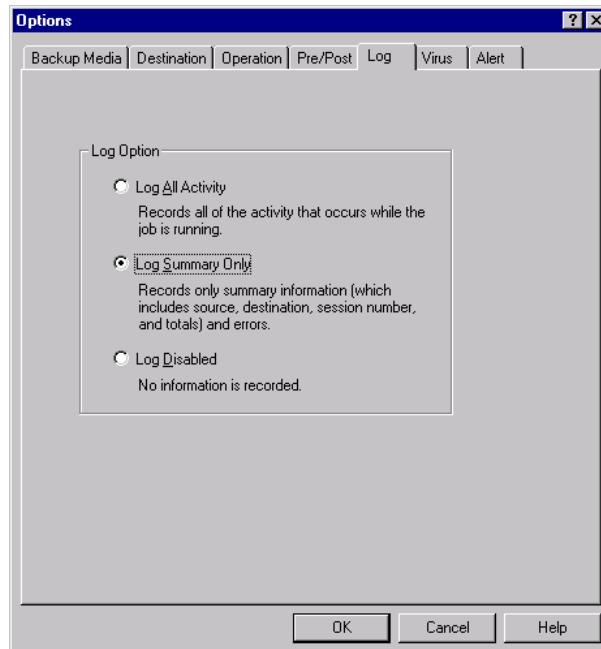 Options
Backup Media Destination Operation Pre/Post Log Virus Alert
Log Option
Log All Activity
Records all of the activity that occurs while the
job is running.
Log Summary Only
Records only summary information (which
includes source, destination, session number,
and totals) and errors.
Log Disabled
No information is recorded.
OK Cancel Help